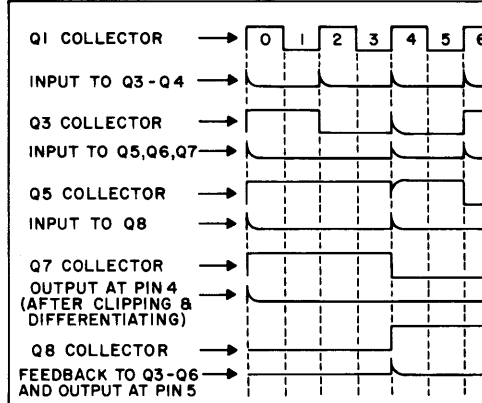 Q1 COLLECTOR 0 1 2 3 4 5 6
INPUT TO Q3-Q4
Q3 COLLECTOR
INPUT TO Q5,Q6,Q7
Q5 COLLECTOR
INPUT TO Q8
Q7 COLLECTOR
OUTPUT AT PIN 4
(AFTER CLIPPING &
DIFFERENTIATING)
Q8 COLLECTOR
FEEDBACK TO Q3-Q6
AND OUTPUT AT PIN 5